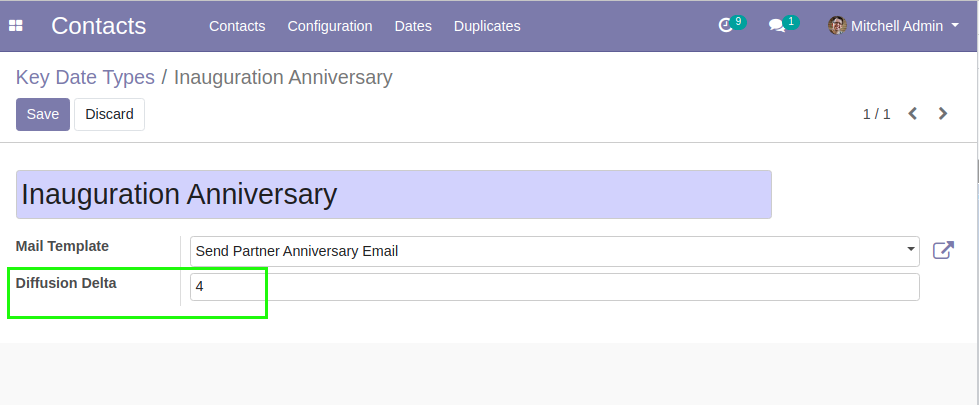 Contacts Contacts Configuration Dates Duplicates 9 1 Mitchell Admin
Key Date Types / Inauguration Anniversary
Save Discard 1 / 1
Inauguration Anniversary
Mail Template Send Partner Anniversary Email
Diffusion Delta 4